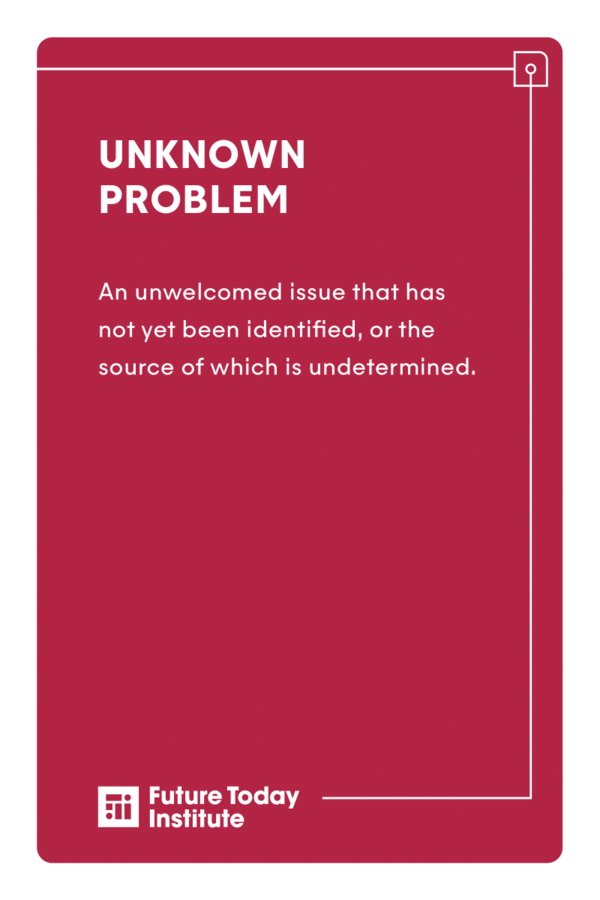 UNKNOWN
PROBLEM
An unwelcomed issue that has
not yet been identified, or the
source of which is undetermined.
Future Today
Institute